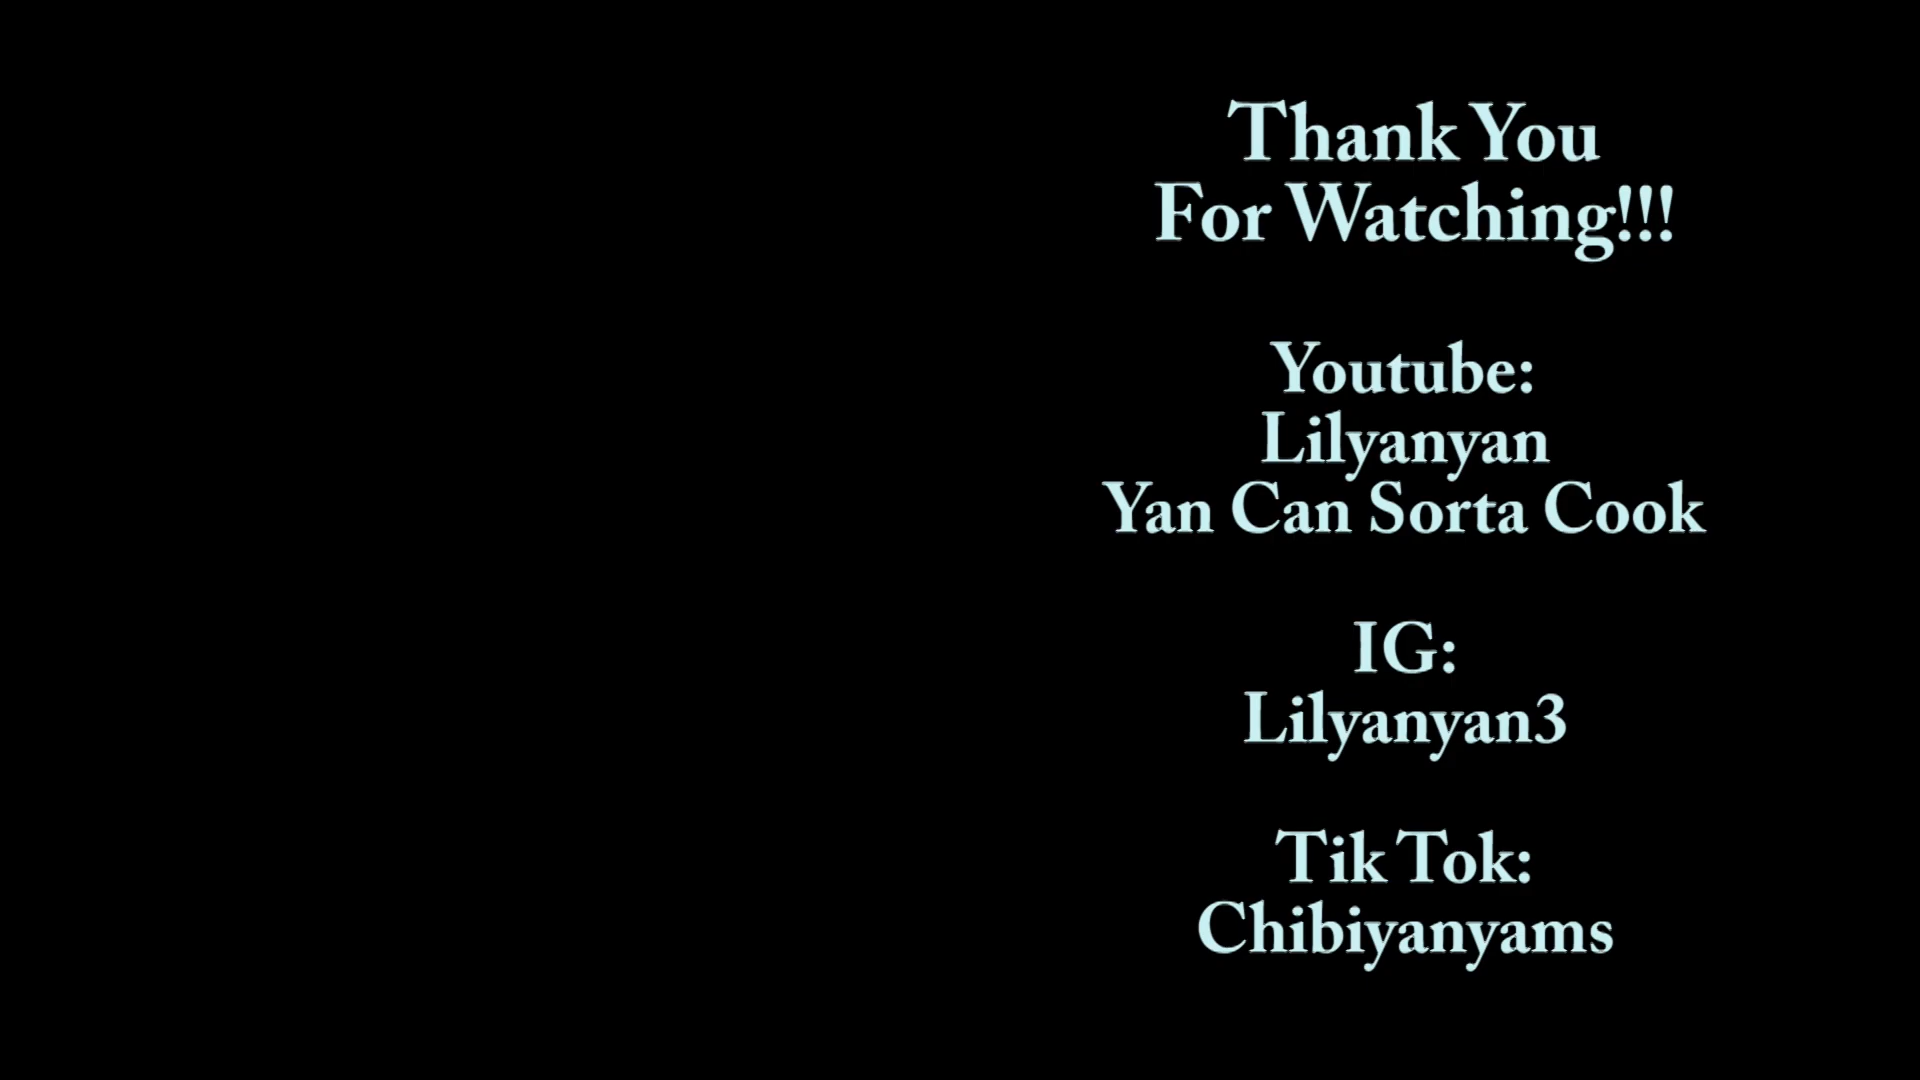 Thank You
For Watching!!!
Youtube:
Lilyanyan
Yan Can Sorta Cook
IG:
Lilyanyan3
Tik Tok:
Chibiyanyams